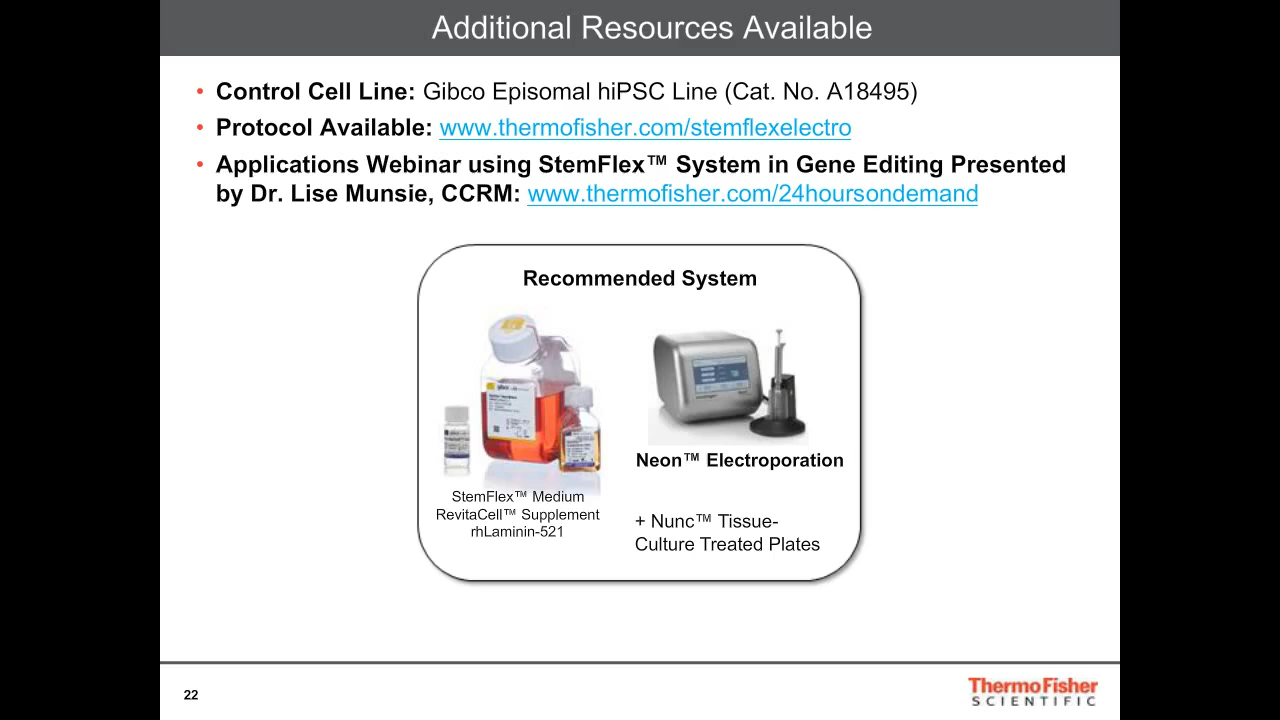 Additional Resources Available
• Control Cell Line: Gibco Episomal hiPSC Line (Cat. No. A18495)
• Protocol Available: www.thermofisher.com/stemflexelectro
• Applications Webinar using StemFlex™ System in Gene Editing Presented
by Dr. Lise Munsie, CCRM: www.thermofisher.com/24hoursondemand
Recommended System
gibco
StemFlex™ Medium
RevitaCell™ Supplement
rhLaminin-521
Neon™ Electroporation
+ Nunc™ Tissue-
Culture Treated Plates
22
ThermoFisher
SCIENTIFIC